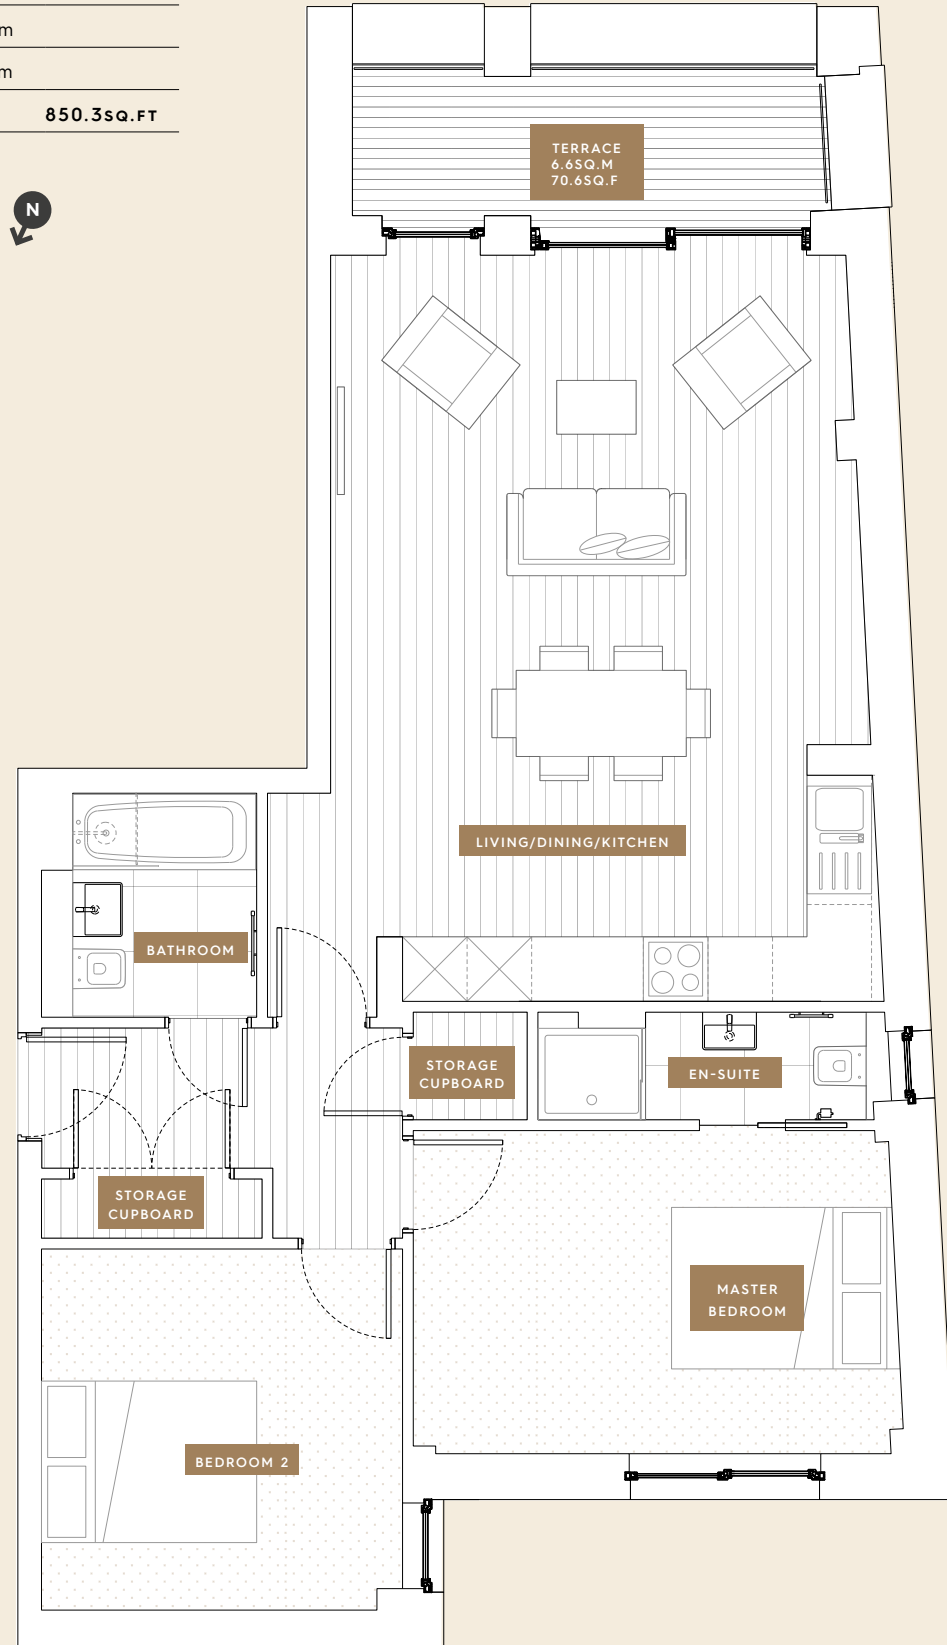 m
m
850.3SQ.FT
N
TERRACE
6.6SQ.M
70.6SQ.F
LIVING/DINING/KITCHEN
BATHROOM
STORAGE
CUPBOARD
EN-SUITE
STORAGE
CUPBOARD
MASTER
BEDROOM
BEDROOM 2